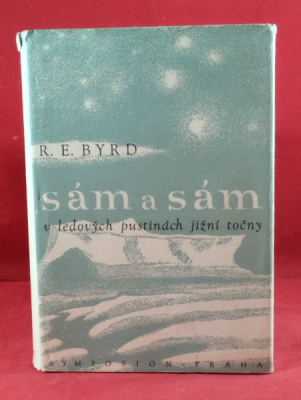 R. E. BYRD
sám a sám
v ledových pustinách jižní točny
SYMPOSION - PRAHA